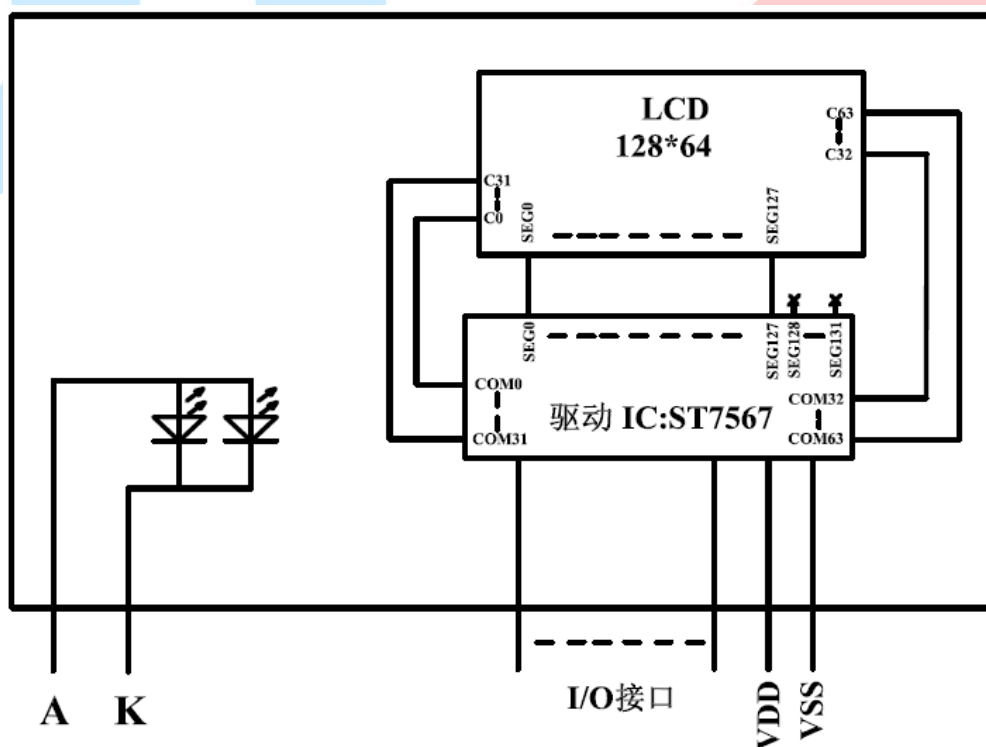 LCD
128*64
C63
C32
C31
C0
SEG0
SEG127
SEG0
SEG127
SEG128
SEG131
COM0
COM31
驱动 IC:ST7567
COM32
COM63
A
K
I/O接口
VDD
VSS